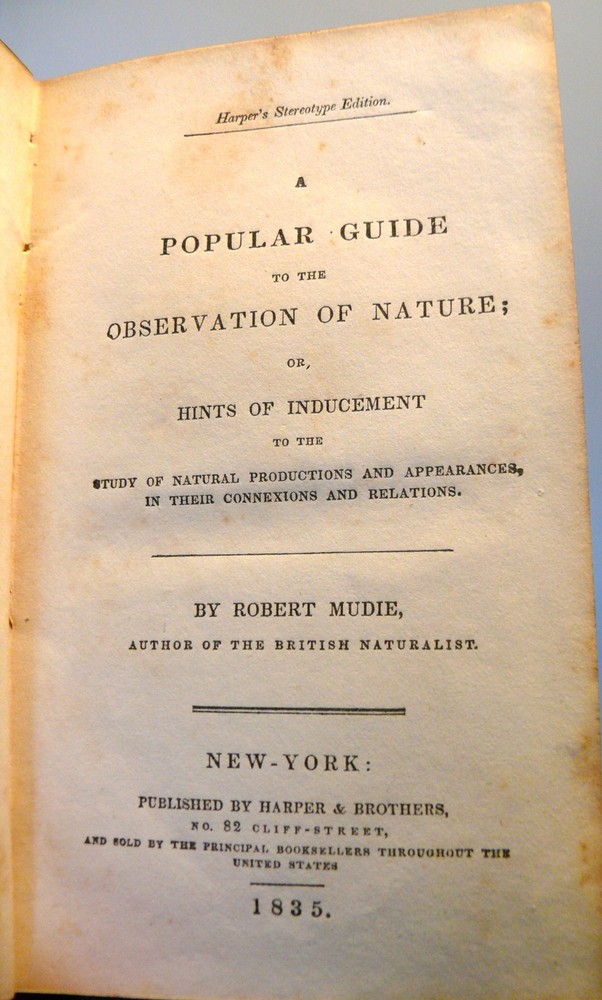 Harper's Stereotype Edition.
A
POPULAR GUIDE
TO THE
OBSERVATION OF NATURE;
OR,
HINTS OF INDUCEMENT
TO THE
STUDY OF NATURAL PRODUCTIONS AND APPEARANCES,
IN THEIR CONNEXIONS AND RELATIONS.
BY ROBERT MUDIE,
AUTHOR OF THE BRITISH NATURALIST.
NEW-YORK:
PUBLISHED BY HARPER & BROTHERS,
NO. 82 CLIFF-STREET,
AND SOLD BY THE PRINCIPAL BOOKSELLERS THROUGHOUT THE
UNITED STATES
1835.